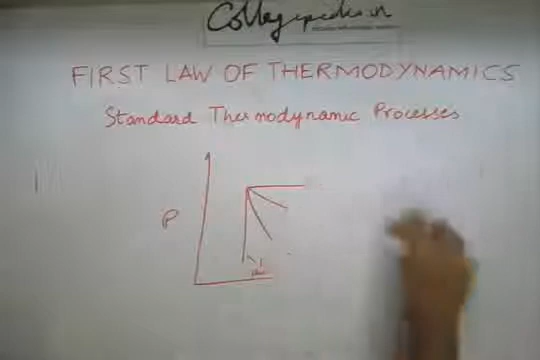 Collegepedia.in
FIRST LAW OF THERMODYNAMICS
Standard Thermodynamic Processes
P